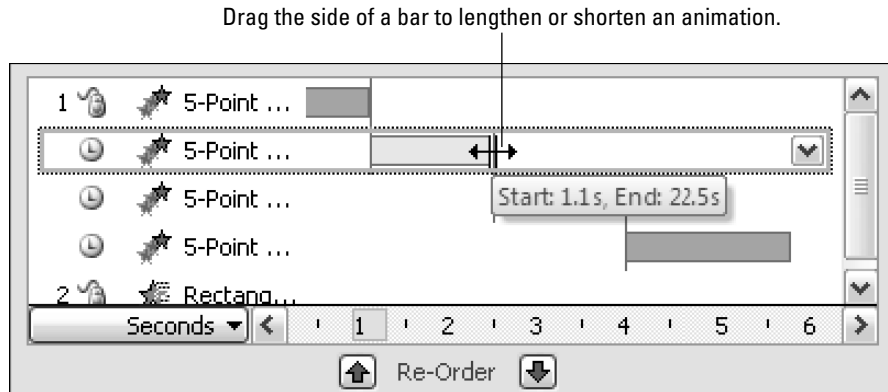 Drag the side of a bar to lengthen or shorten an animation.
1 5-Point ...
5-Point ...
Start: 1.1s, End: 22.5s
5-Point ...
5-Point ...
2 Rectang...
Seconds 1 2 3 4 5 6
Re-Order